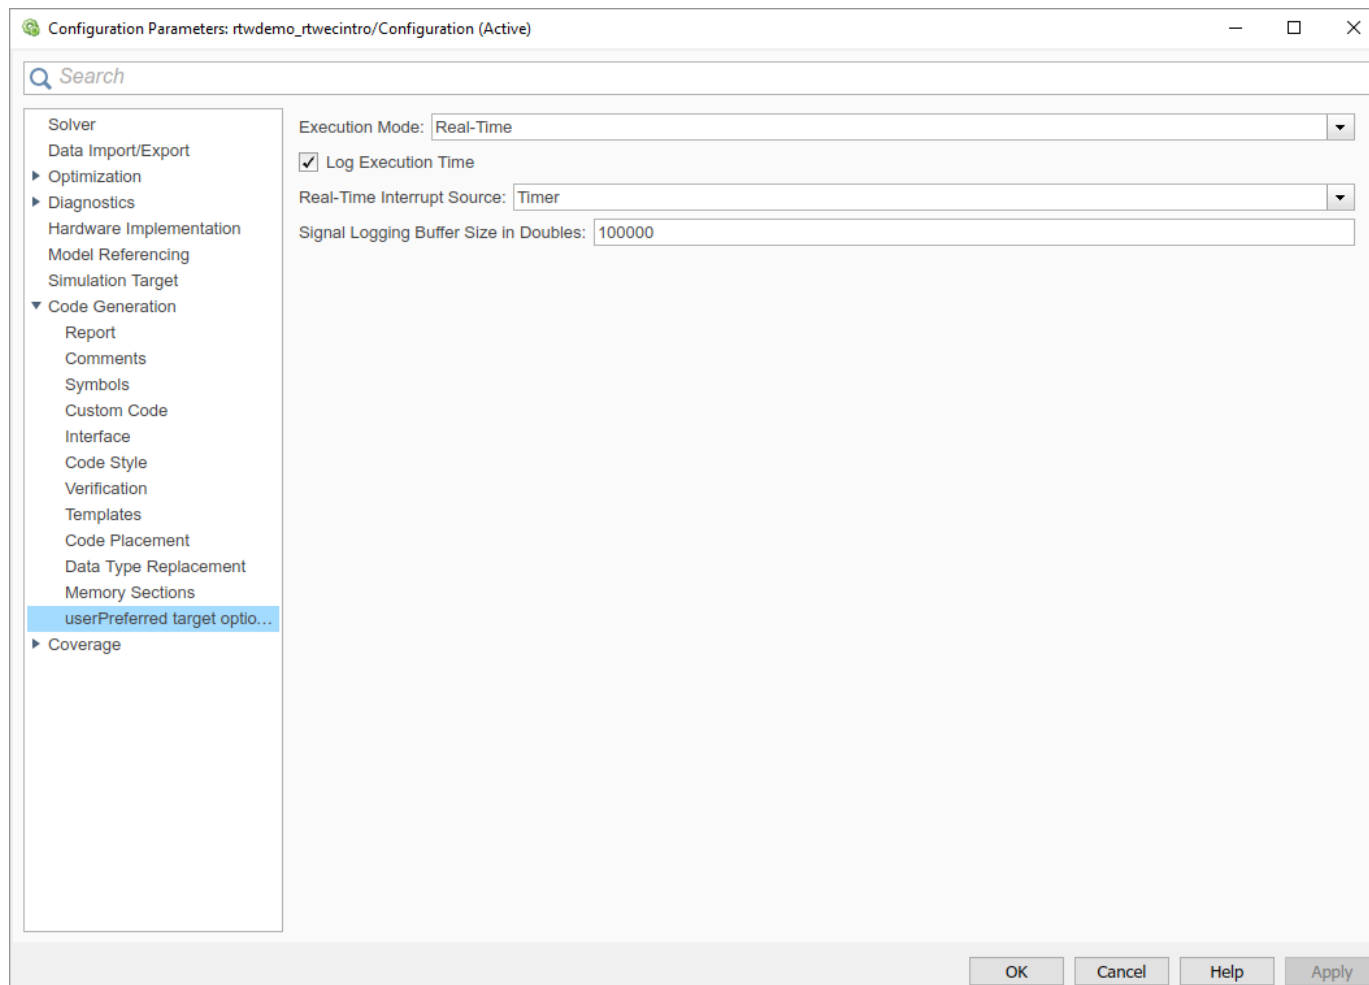 Configuration Parameters: rtwdemo_rtwecintro/Configuration (Active)
Search
Solver
Data Import/Export
Optimization
Diagnostics
Hardware Implementation
Model Referencing
Simulation Target
Code Generation
Report
Comments
Symbols
Custom Code
Interface
Code Style
Verification
Templates
Code Placement
Data Type Replacement
Memory Sections
userPreferred target optio...
Coverage
Execution Mode: Real-Time
Log Execution Time
Real-Time Interrupt Source: Timer
Signal Logging Buffer Size in Doubles: 100000
OK Cancel Help Apply